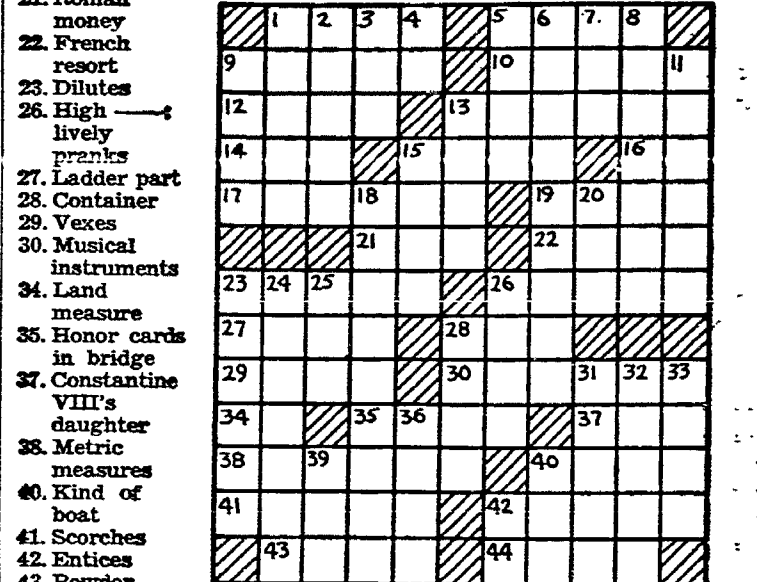 21. Roman
money
22. French
resort
23. Dilutes
26. High ——:
lively
pranks
27. Ladder part
28. Container
29. Vexes
30. Musical
instruments
34. Land
measure
35. Honor cards
in bridge
37. Constantine
VIII's
daughter
38. Metric
measures
40. Kind of
boat
41. Scorches
42. Entices
43. Powder
1 2 3 4 5 6 7. 8
9 10 11
12 13
14 15 16
17 18 19 20
21 22
23 24 25 26
27 28
29 30 31 32 33
34 35 36 37
38 39 40
41 42
43 44